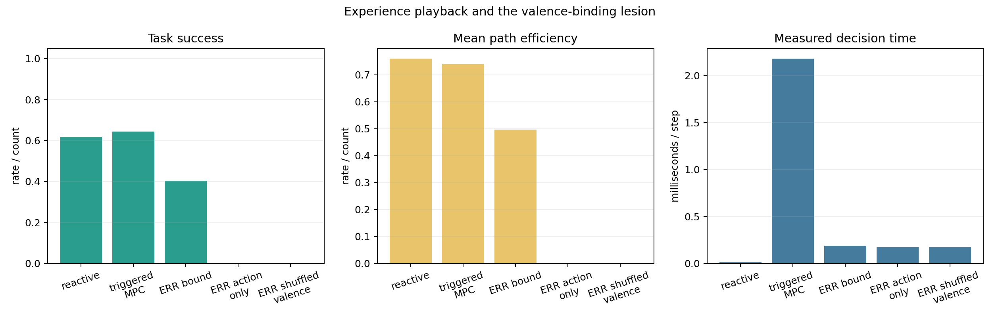 Experience playback and the valence-binding lesion
Task success
rate / count
1.0
0.8
0.6
0.4
0.2
0.0
reactive
triggered
MPC
ERR bound
ERR action
only
ERR shuffled
valence
Mean path efficiency
rate / count
0.7
0.6
0.5
0.4
0.3
0.2
0.1
0.0
reactive
triggered
MPC
ERR bound
ERR action
only
ERR shuffled
valence
Measured decision time
milliseconds / step
2.0
1.5
1.0
0.5
0.0
reactive
triggered
MPC
ERR bound
ERR action
only
ERR shuffled
valence